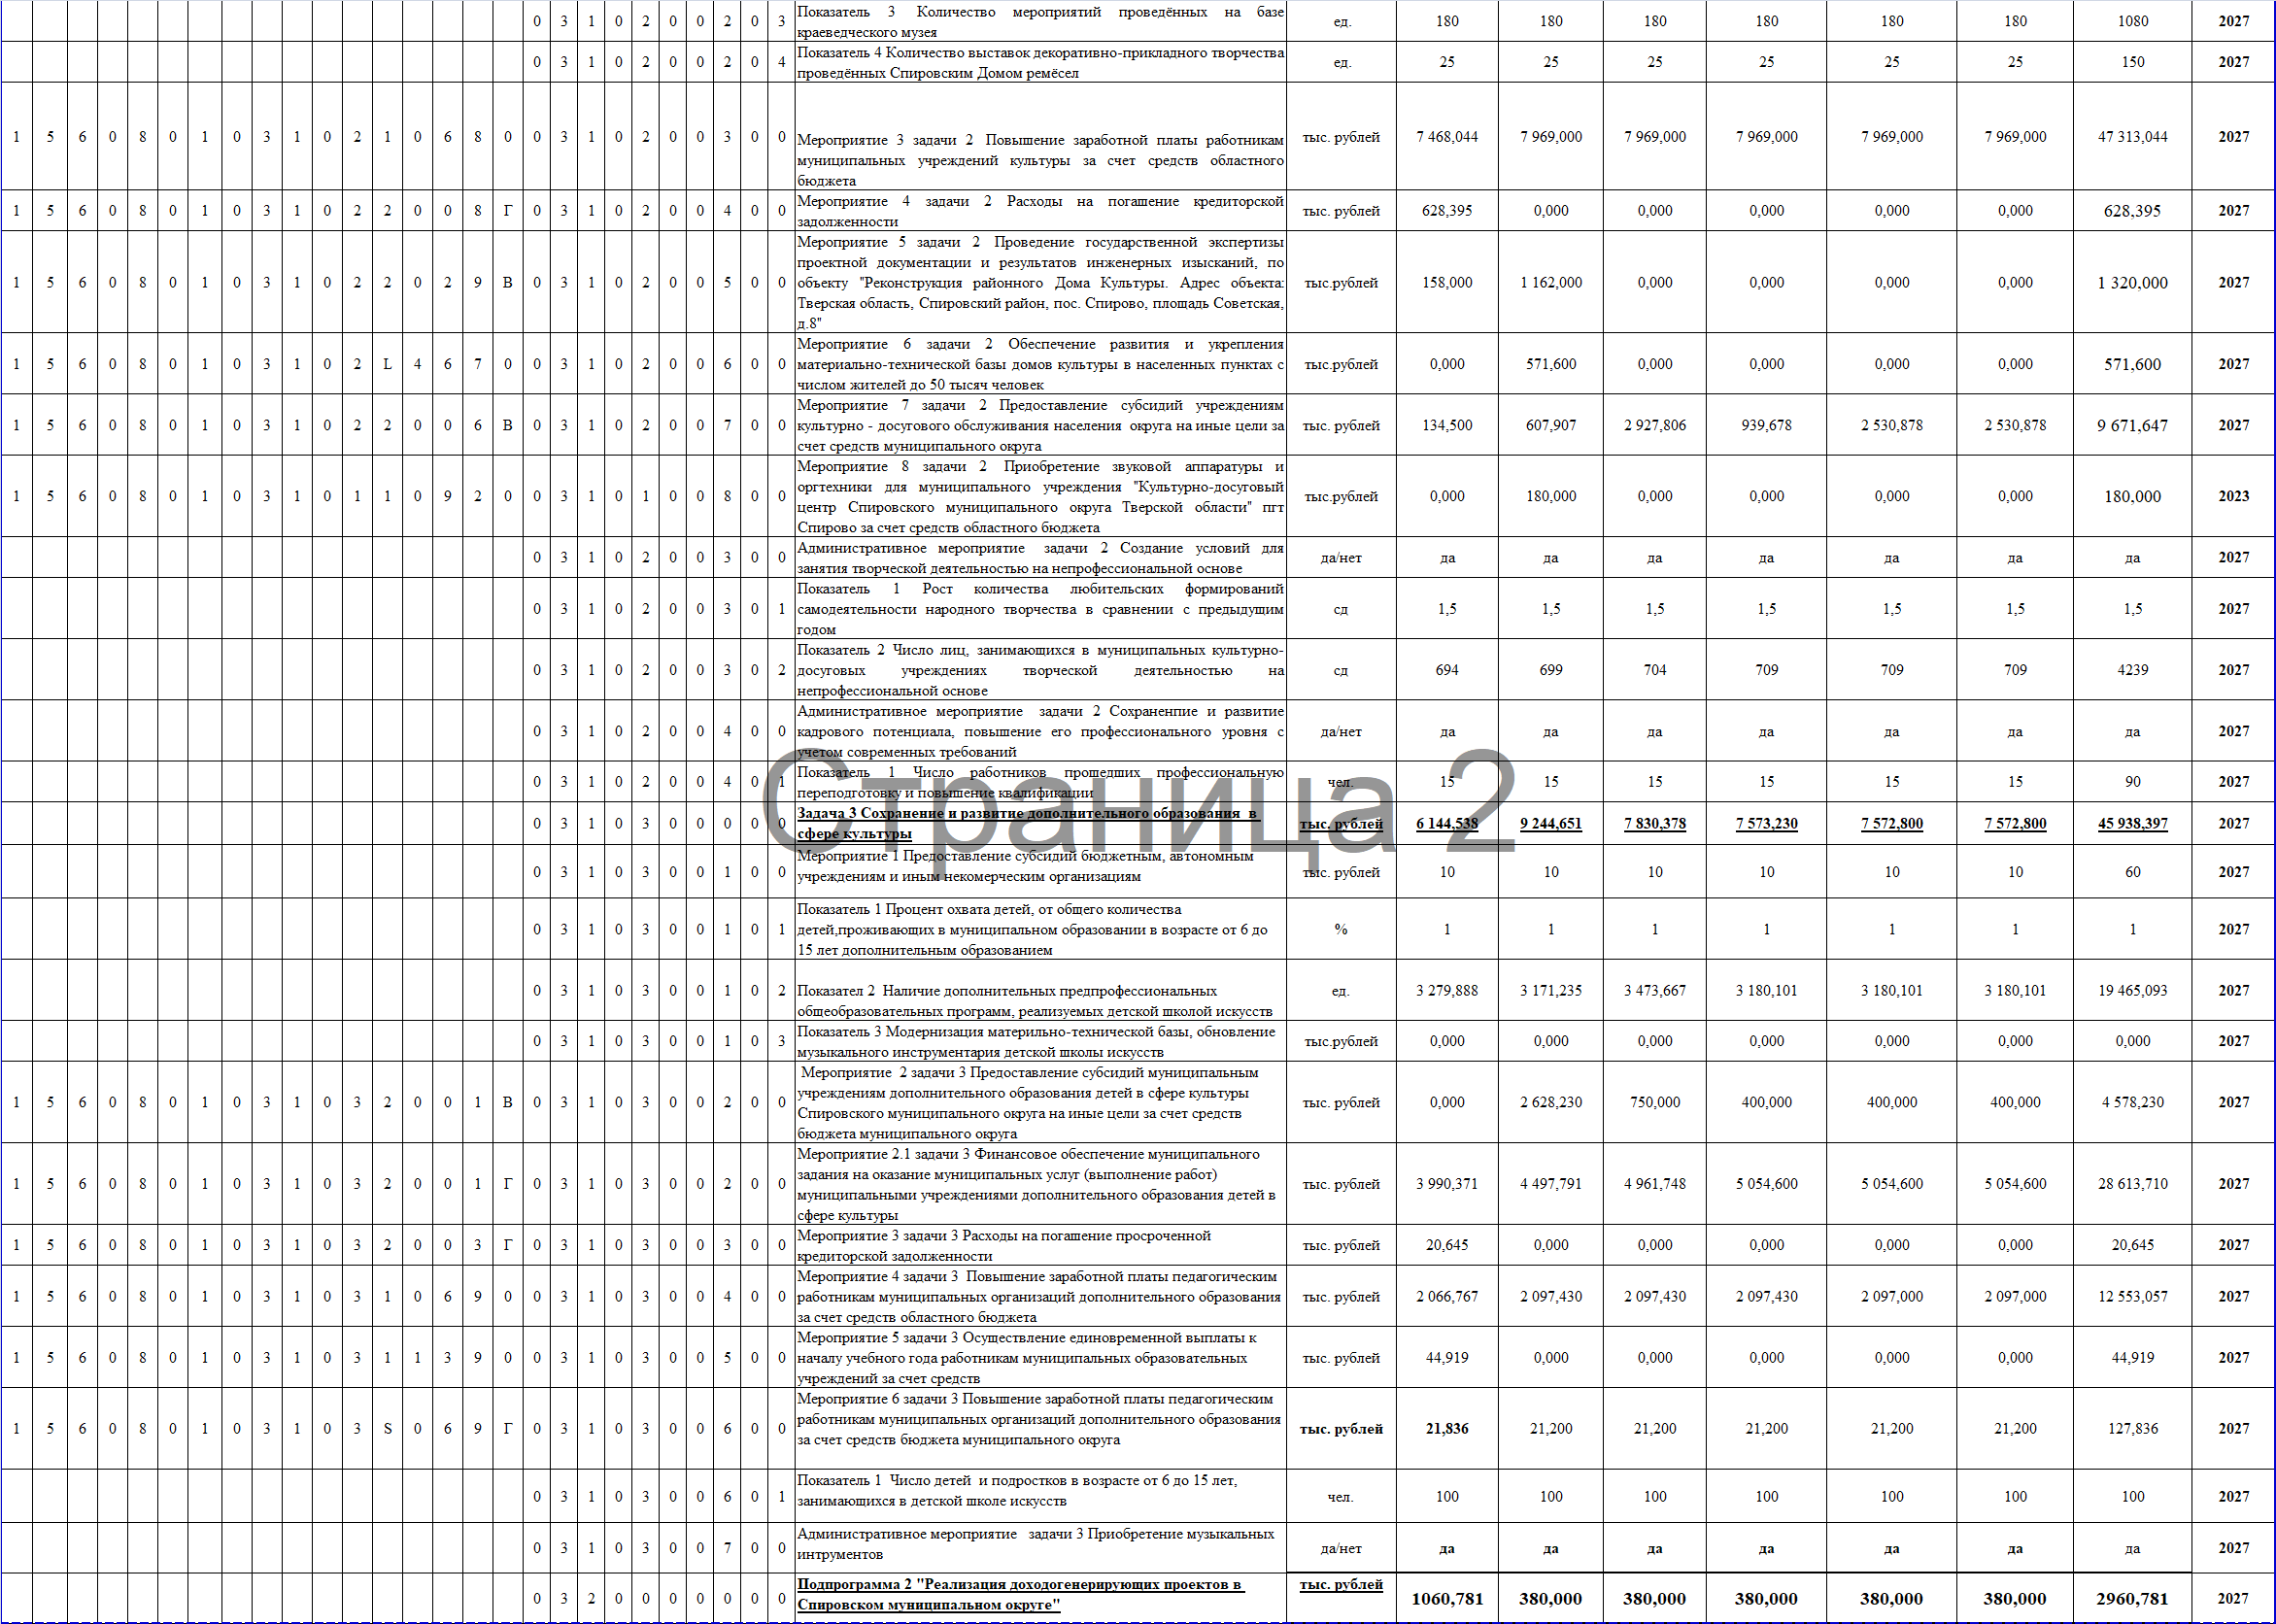 0 3 1 0 2 0 0 2 0 3 Показатель 3 Количество мероприятий проведённых на базе краеведческого музея ед. 180 180 180 180 180 180 1080 2027
0 3 1 0 2 0 0 2 0 4 Показатель 4 Количество выставок декоративно-прикладного творчества проведённых Спировским Домом ремёсел ед. 25 25 25 25 25 25 150 2027
1 5 6 0 8 0 1 0 3 1 0 2 1 0 6 8 0 0 3 1 0 2 0 0 3 0 0 Мероприятие 3 задачи 2 Повышение заработной платы работникам муниципальных учреждений культуры за счет средств областного бюджета тыс. рублей 7 468,044 7 969,000 7 969,000 7 969,000 7 969,000 7 969,000 47 313,044 2027
1 5 6 0 8 0 1 0 3 1 0 2 2 0 0 8 Г 0 3 1 0 2 0 0 4 0 0 Мероприятие 4 задачи 2 Расходы на погашение кредиторской задолженности тыс. рублей 628,395 0,000 0,000 0,000 0,000 0,000 628,395 2027
1 5 6 0 8 0 1 0 3 1 0 2 2 0 2 9 В 0 3 1 0 2 0 0 5 0 0 Мероприятие 5 задачи 2 Проведение государственной экспертизы проектной документации и результатов инженерных изысканий, по объекту "Реконструкция районного Дома Культуры. Адрес объекта: Тверская область, Спировский район, пос. Спирово, площадь Советская, д.8" тыс.рублей 158,000 1 162,000 0,000 0,000 0,000 0,000 1 320,000 2027
1 5 6 0 8 0 1 0 3 1 0 2 L 4 6 7 0 0 3 1 0 2 0 0 6 0 0 Мероприятие 6 задачи 2 Обеспечение развития и укрепления материально-технической базы домов культуры в населенных пунктах с числом жителей до 50 тысяч человек тыс.рублей 0,000 571,600 0,000 0,000 0,000 0,000 571,600 2027
1 5 6 0 8 0 1 0 3 1 0 2 2 0 0 6 В 0 3 1 0 2 0 0 7 0 0 Мероприятие 7 задачи 2 Предоставление субсидий учреждениям культурно - досугового обслуживания населения округа на иные цели за счет средств муниципального округа тыс. рублей 134,500 607,907 2 927,806 939,678 2 530,878 2 530,878 9 671,647 2027
1 5 6 0 8 0 1 0 3 1 0 1 1 0 9 2 0 0 3 1 0 1 0 0 8 0 0 Мероприятие 8 задачи 2 Приобретение звуковой аппаратуры и оргтехники для муниципального учреждения "Культурно-досуговый центр Спировского муниципального округа Тверской области" пгт Спирово за счет средств областного бюджета тыс.рублей 0,000 180,000 0,000 0,000 0,000 0,000 180,000 2023
0 3 1 0 2 0 0 3 0 0 Административное мероприятие задачи 2 Создание условий для занятия творческой деятельностью на непрофессиональной основе да/нет да да да да да да да 2027
0 3 1 0 2 0 0 3 0 1 Показатель 1 Рост количества любительских формирований самодеятельности народного творчества в сравнении с предыдущим годом сд 1,5 1,5 1,5 1,5 1,5 1,5 1,5 2027
0 3 1 0 2 0 0 3 0 2 Показатель 2 Число лиц, занимающихся в муниципальных культурно-досуговых учреждениях творческой деятельностью на непрофессиональной основе сд 694 699 704 709 709 709 4239 2027
0 3 1 0 2 0 0 4 0 0 Административное мероприятие задачи 2 Сохраненпие и развитие кадрового потенциала, повышение его профессионального уровня с учетом современных требований да/нет да да да да да да да 2027
0 3 1 0 2 0 0 4 0 1 Показатель 1 Число работников прошедших профессиональную переподготовку и повышение квалификации чел. 15 15 15 15 15 15 90 2027
Страница 2
0 3 1 0 3 0 0 0 0 0 Задача 3 Сохранение и развитие дополнительного образования в сфере культуры тыс. рублей 6 144,538 9 244,651 7 830,378 7 573,230 7 572,800 7 572,800 45 938,397 2027
0 3 1 0 3 0 0 1 0 0 Мероприятие 1 Предоставление субсидий бюджетным, автономным учреждениям и иным некомерческим организациям тыс. рублей 10 10 10 10 10 10 60 2027
0 3 1 0 3 0 0 1 0 1 Показатель 1 Процент охвата детей, от общего количества детей,проживающих в муниципальном образовании в возрасте от 6 до 15 лет дополнительным образованием % 1 1 1 1 1 1 1 2027
0 3 1 0 3 0 0 1 0 2 Показател 2 Наличие дополнительных предпрофессиональных общеобразовательных программ, реализуемых детской школой искусств ед. 3 279,888 3 171,235 3 473,667 3 180,101 3 180,101 3 180,101 19 465,093 2027
0 3 1 0 3 0 0 1 0 3 Показатель 3 Модернизация материльно-технической базы, обновление музыкального инструментария детской школы искусств тыс.рублей 0,000 0,000 0,000 0,000 0,000 0,000 0,000 2027
1 5 6 0 8 0 1 0 3 1 0 3 2 0 0 1 В 0 3 1 0 3 0 0 2 0 0 Мероприятие 2 задачи 3 Предоставление субсидий муниципальным учреждениям дополнительного образования детей в сфере культуры Спировского муниципального округа на иные цели за счет средств бюджета муниципального округа тыс. рублей 0,000 2 628,230 750,000 400,000 400,000 400,000 4 578,230 2027
1 5 6 0 8 0 1 0 3 1 0 3 2 0 0 1 Г 0 3 1 0 3 0 0 2 0 0 Мероприятие 2.1 задачи 3 Финансовое обеспечение муниципального задания на оказание муниципальных услуг (выполнение работ) муниципальными учреждениями дополнительного образования детей в сфере культуры тыс. рублей 3 990,371 4 497,791 4 961,748 5 054,600 5 054,600 5 054,600 28 613,710 2027
1 5 6 0 8 0 1 0 3 1 0 3 2 0 0 3 Г 0 3 1 0 3 0 0 3 0 0 Мероприятие 3 задачи 3 Расходы на погашение просроченной кредиторской задолженности тыс. рублей 20,645 0,000 0,000 0,000 0,000 0,000 20,645 2027
1 5 6 0 8 0 1 0 3 1 0 3 1 0 6 9 0 0 3 1 0 3 0 0 4 0 0 Мероприятие 4 задачи 3 Повышение заработной платы педагогическим работникам муниципальных организаций дополнительного образования за счет средств областного бюджета тыс. рублей 2 066,767 2 097,430 2 097,430 2 097,430 2 097,000 2 097,000 12 553,057 2027
1 5 6 0 8 0 1 0 3 1 0 3 1 1 3 9 0 0 3 1 0 3 0 0 5 0 0 Мероприятие 5 задачи 3 Осуществление единовременной выплаты к началу учебного года работникам муниципальных образовательных учреждений за счет средств тыс. рублей 44,919 0,000 0,000 0,000 0,000 0,000 44,919 2027
1 5 6 0 8 0 1 0 3 1 0 3 S 0 6 9 Г 0 3 1 0 3 0 0 6 0 0 Мероприятие 6 задачи 3 Повышение заработной платы педагогическим работникам муниципальных организаций дополнительного образования за счет средств бюджета муниципального округа тыс. рублей 21,836 21,200 21,200 21,200 21,200 21,200 127,836 2027
0 3 1 0 3 0 0 6 0 1 Показатель 1 Число детей и подростков в возрасте от 6 до 15 лет, занимающихся в детской школе искусств чел. 100 100 100 100 100 100 100 2027
0 3 1 0 3 0 0 7 0 0 Административное мероприятие задачи 3 Приобретение музыкальных интрументов да/нет да да да да да да да 2027
0 3 2 0 0 0 0 0 0 0 Подпрограмма 2 "Реализация доходогенерирующих проектов в Спировском муниципальном округе" тыс. рублей 1060,781 380,000 380,000 380,000 380,000 380,000 2960,781 2027